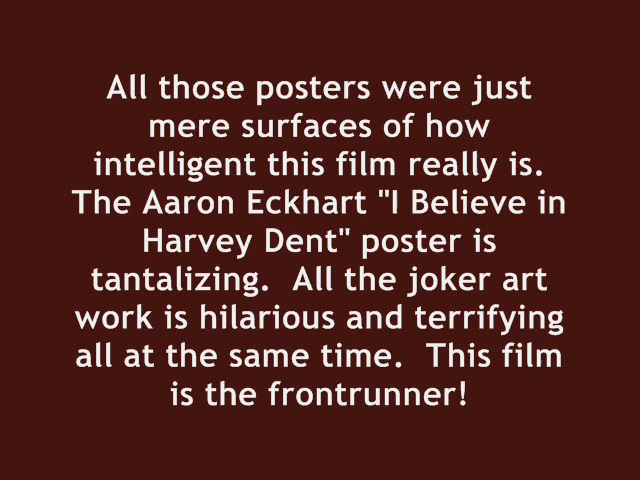 All those posters were just
mere surfaces of how
intelligent this film really is.
The Aaron Eckhart "I Believe in
Harvey Dent" poster is
tantalizing.  All the joker art
work is hilarious and terrifying
all at the same time.  This film
is the frontrunner!